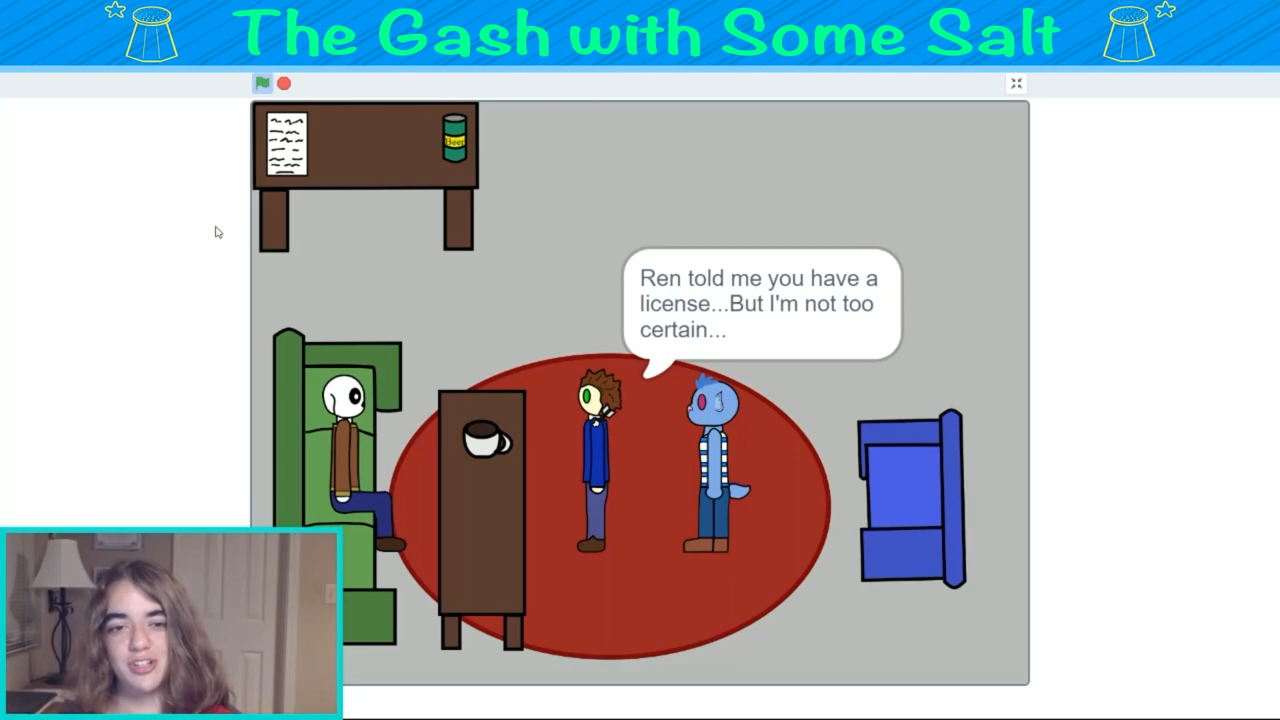 The Gash with Some Salt
Beer
Ren told me you have a
license...But I'm not too
certain...